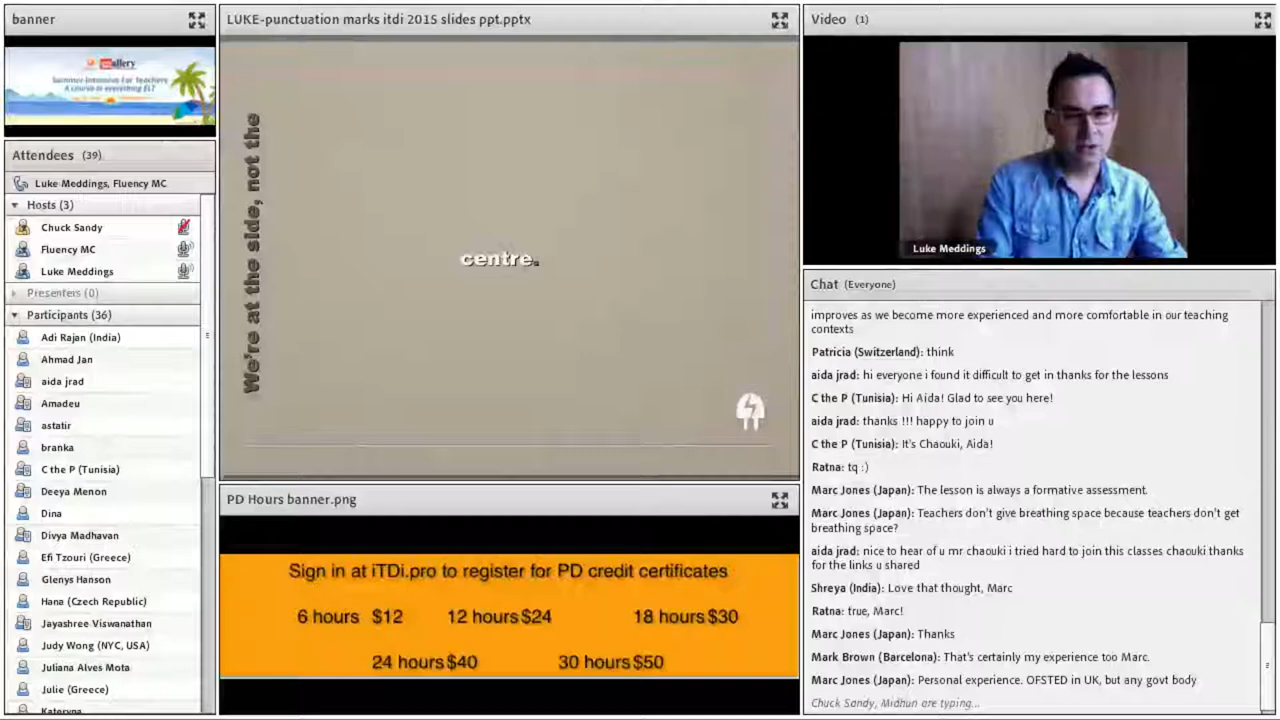 banner
allery
Summer Intensive For Teachers
A course in everything ELT
Attendees (39)
Luke Meddings, Fluency MC
Hosts (3)
Chuck Sandy
Fluency MC
Luke Meddings
Presenters (0)
Participants (36)
Adi Rajan (India)
Ahmad Jan
aida jrad
Amadeu
astatir
branka
C the P (Tunisia)
Deeya Menon
Dina
Divya Madhavan
Efi Tzouri (Greece)
Glenys Hanson
Hana (Czech Republic)
Jayashree Viswanathan
Judy Wong (NYC, USA)
Juliana Alves Mota
Julie (Greece)
Kateryna
LUKE-punctuation marks itdi 2015 slides ppt.pptx
We're at the side, not the
centre.
PD Hours banner.png
Sign in at iTDi.pro to register for PD credit certificates
6 hours $12 12 hours $24 18 hours $30
24 hours $40 30 hours $50
Video (1)
Luke Meddings
Chat (Everyone)
improves as we become more experienced and more comfortable in our teaching
contexts
Patricia (Switzerland): think
aida jrad: hi everyone i found it difficult to get in thanks for the lessons
C the P (Tunisia): Hi Aida! Glad to see you here!
aida jrad: thanks !!! happy to join u
C the P (Tunisia): It's Chaouki, Aida!
Ratna: tq :)
Marc Jones (Japan): The lesson is always a formative assessment.
Marc Jones (Japan): Teachers don't give breathing space because teachers don't get
breathing space?
aida jrad: nice to hear of u mr chaouki i tried hard to join this classes chaouki thanks
for the links u shared
Shreya (India): Love that thought, Marc
Ratna: true, Marc!
Marc Jones (Japan): Thanks
Mark Brown (Barcelona): That's certainly my experience too Marc.
Marc Jones (Japan): Personal experience. OFSTED in UK, but any govt body
Chuck Sandy, Midhun are typing...